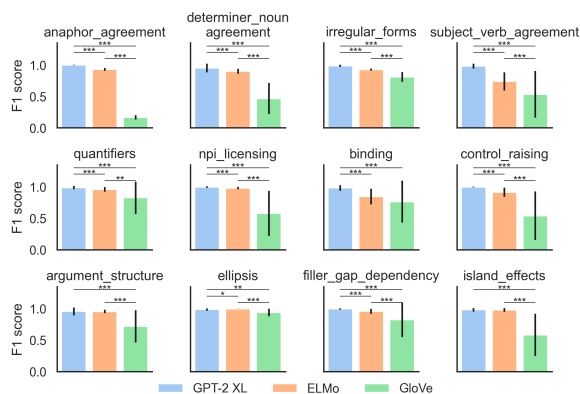 anaphor_agreement
determiner_noun
agreement
irregular_forms
subject_verb_agreement
F1 score
1.0
0.5
0.0
***
***
***
***
***
***
***
***
***
***
***
***
quantifiers
npi_licensing
binding
control_raising
F1 score
1.0
0.5
0.0
***
***
**
***
***
***
***
***
***
***
***
argument_structure
ellipsis
filler_gap_dependency
island_effects
F1 score
1.0
0.5
0.0
***
***
**
*
***
***
***
***
***
***
GPT-2 XL
ELMo
GloVe